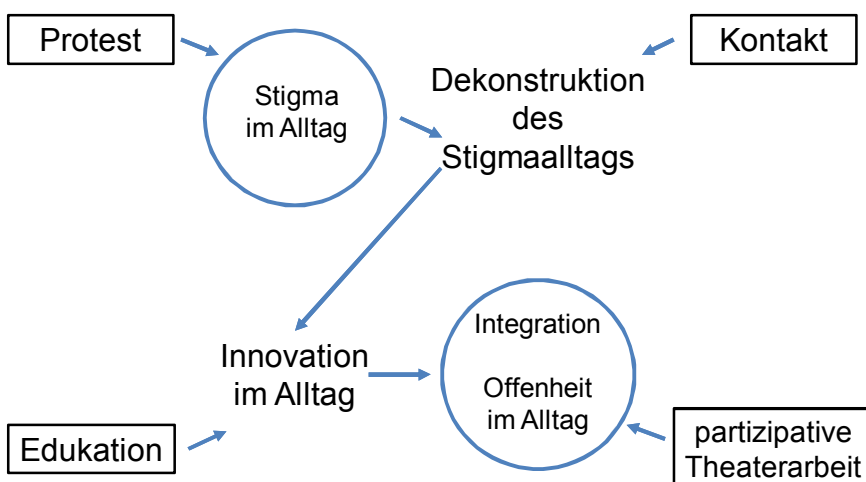 Protest
Kontakt
Stigma
im Alltag
Dekonstruktion
des
Stigmaalltags
Innovation
im Alltag
Integration
Offenheit
im Alltag
Edukation
partizipative
Theaterarbeit